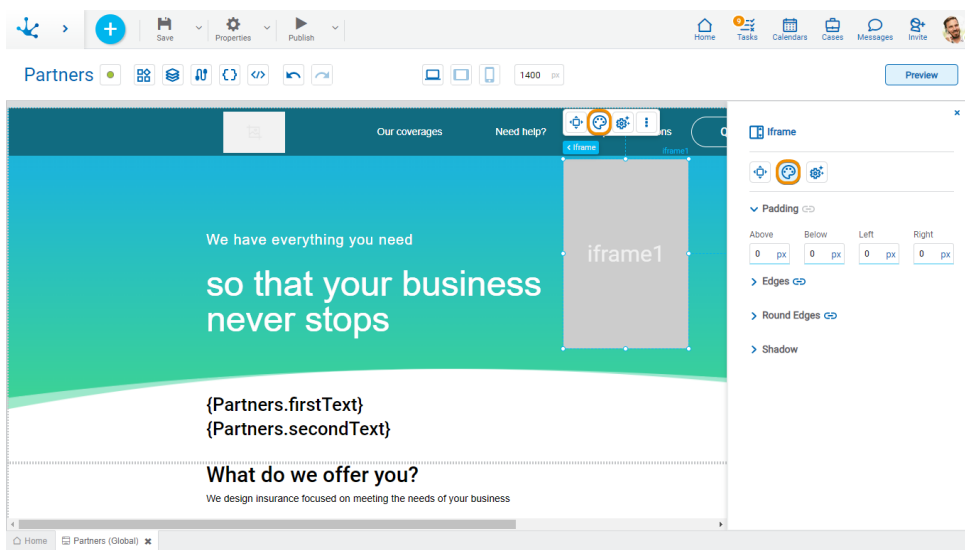 Save
Properties
Publish
Home
9
Tasks
Calendars
Cases
Messages
Invite
Partners
1400 px
Preview
Our coverages
Need help?
ns
Q
Iframe
iframe1
iframe1
We have everything you need
so that your business
never stops
{Partners.firstText}
{Partners.secondText}
What do we offer you?
We design insurance focused on meeting the needs of your business
Iframe
Padding
Above Below Left Right
0 px 0 px 0 px 0 px
Edges
Round Edges
Shadow
Home
Partners (Global)